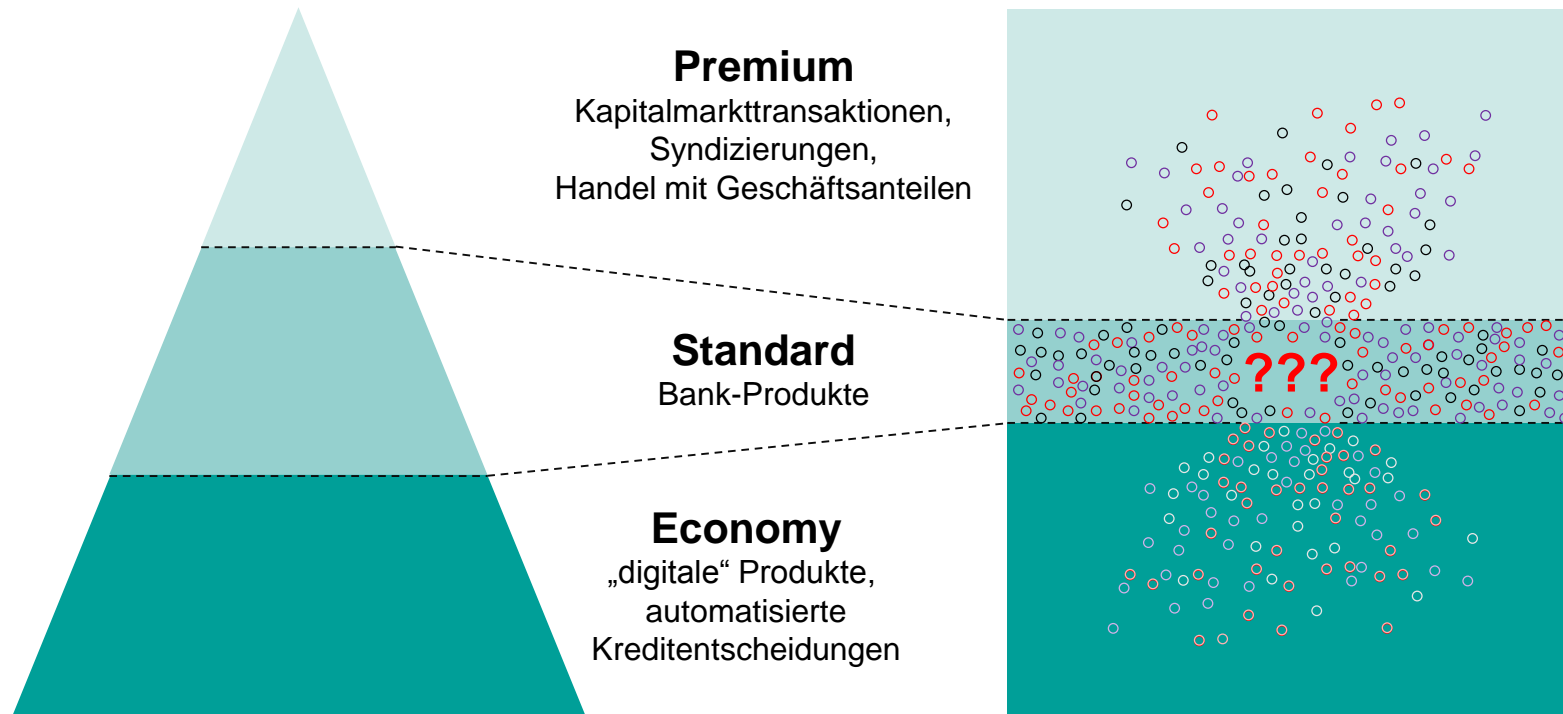 Premium
Kapitalmarkttransaktionen,
Syndizierungen,
Handel mit Geschäftsanteilen
Standard
Bank-Produkte
???
Economy
„digitale“ Produkte,
automatisierte
Kreditentscheidungen